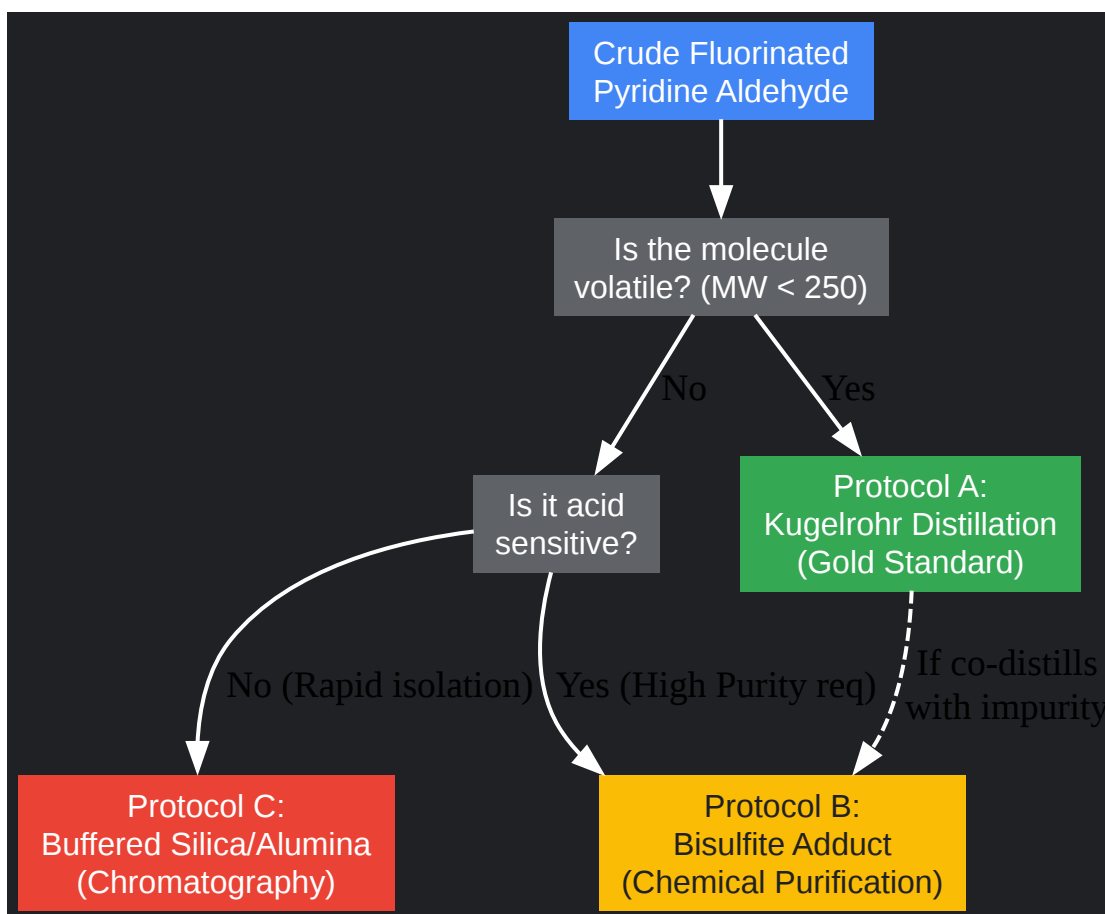 Crude Fluorinated
Pyridine Aldehyde
Is the molecule
volatile? (MW < 250)
No
Yes
Is it acid
sensitive?
Protocol A:
Kugelrohr Distillation
(Gold Standard)
No (Rapid isolation)
Yes (High Purity req)
If co-distills
with impurity
Protocol C:
Buffered Silica/Alumina
(Chromatography)
Protocol B:
Bisulfite Adduct
(Chemical Purification)